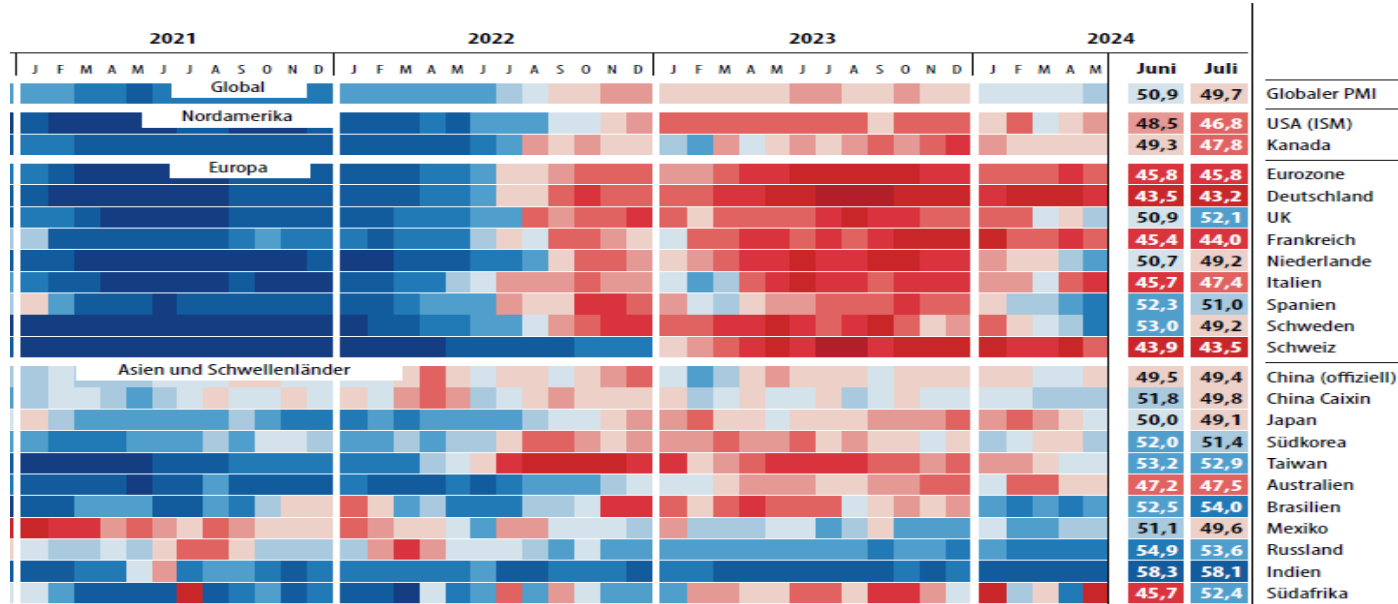 2021 2022 2023 2024
J F M A M J J A S O N D J F M A M J J A S O N D J F M A M J J A S O N D J F M A M Juni Juli
Global 50,9 49,7 Globaler PMI
Nordamerika
48,5 46,8 USA (ISM)
49,3 47,8 Kanada
Europa
45,8 45,8 Eurozone
43,5 43,2 Deutschland
50,9 52,1 UK
45,4 44,0 Frankreich
50,7 49,2 Niederlande
45,7 47,4 Italien
52,3 51,0 Spanien
53,0 49,2 Schweden
43,9 43,5 Schweiz
Asien und Schwellenländer
49,5 49,4 China (offiziell)
51,8 49,8 China Caixin
50,0 49,1 Japan
52,0 51,4 Südkorea
53,2 52,9 Taiwan
47,2 47,5 Australien
52,5 54,0 Brasilien
51,1 49,6 Mexiko
54,9 53,6 Russland
58,3 58,1 Indien
45,7 52,4 Südafrika